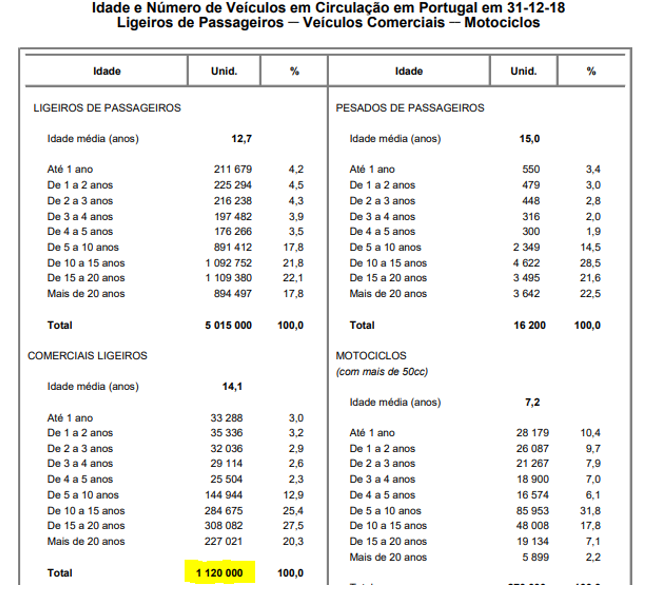 Idade e Número de Veículos em Circulação em Portugal em 31-12-18
Ligeiros de Passageiros — Veículos Comerciais — Motociclos
Idade Unid. %
LIGEIROS DE PASSAGEIROS
Idade média (anos) 12,7
Até 1 ano 211 679 4,2
De 1 a 2 anos 225 294 4,5
De 2 a 3 anos 216 238 4,3
De 3 a 4 anos 197 482 3,9
De 4 a 5 anos 176 266 3,5
De 5 a 10 anos 891 412 17,8
De 10 a 15 anos 1 092 752 21,8
De 15 a 20 anos 1 109 380 22,1
Mais de 20 anos 894 497 17,8
Total 5 015 000 100,0
COMERCIAIS LIGEIROS
Idade média (anos) 14,1
Até 1 ano 33 288 3,0
De 1 a 2 anos 35 336 3,2
De 2 a 3 anos 32 036 2,9
De 3 a 4 anos 29 114 2,6
De 4 a 5 anos 25 504 2,3
De 5 a 10 anos 144 944 12,9
De 10 a 15 anos 284 675 25,4
De 15 a 20 anos 308 082 27,5
Mais de 20 anos 227 021 20,3
Total 1 120 000 100,0
Idade Unid. %
PESADOS DE PASSAGEIROS
Idade média (anos) 15,0
Até 1 ano 550 3,4
De 1 a 2 anos 479 3,0
De 2 a 3 anos 448 2,8
De 3 a 4 anos 316 2,0
De 4 a 5 anos 300 1,9
De 5 a 10 anos 2 349 14,5
De 10 a 15 anos 4 622 28,5
De 15 a 20 anos 3 495 21,6
Mais de 20 anos 3 642 22,5
Total 16 200 100,0
MOTOCICLOS
(com mais de 50cc)
Idade média (anos) 7,2
Até 1 ano 28 179 10,4
De 1 a 2 anos 26 087 9,7
De 2 a 3 anos 21 267 7,9
De 3 a 4 anos 18 900 7,0
De 4 a 5 anos 16 574 6,1
De 5 a 10 anos 85 953 31,8
De 10 a 15 anos 48 008 17,8
De 15 a 20 anos 19 134 7,1
Mais de 20 anos 5 899 2,2